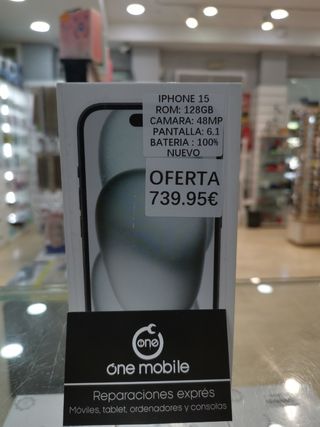 IPHONE 15
ROM: 128GB
CAMARA: 48MP
PANTALLA: 6.1
BATERIA : 100%
NUEVO
OFERTA
739.95€
one
óne mobile
Reparaciones exprés
Móviles, tablet, ordenadores y consolas